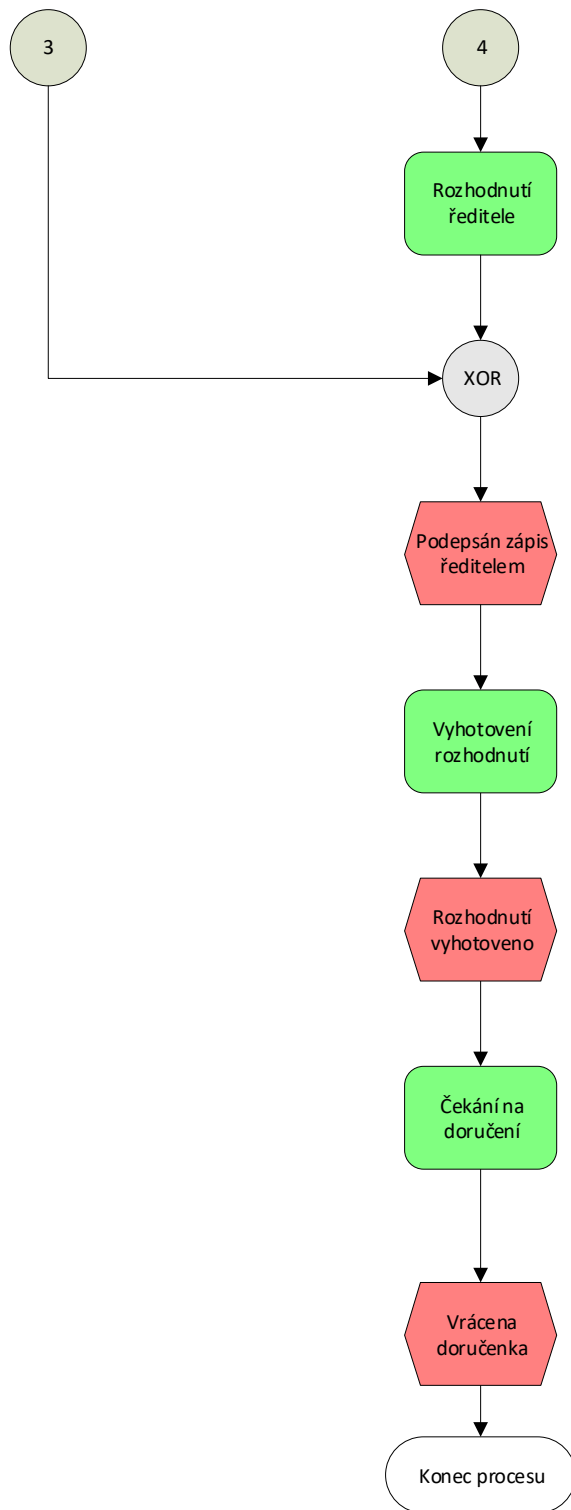 3
4
Rozhodnutí
ředitele
XOR
Podepsán zápis
ředitelem
Vyhotovení
rozhodnutí
Rozhodnutí
vyhotoveno
Čekání na
doručení
Vrácena
doručenka
Konec procesu